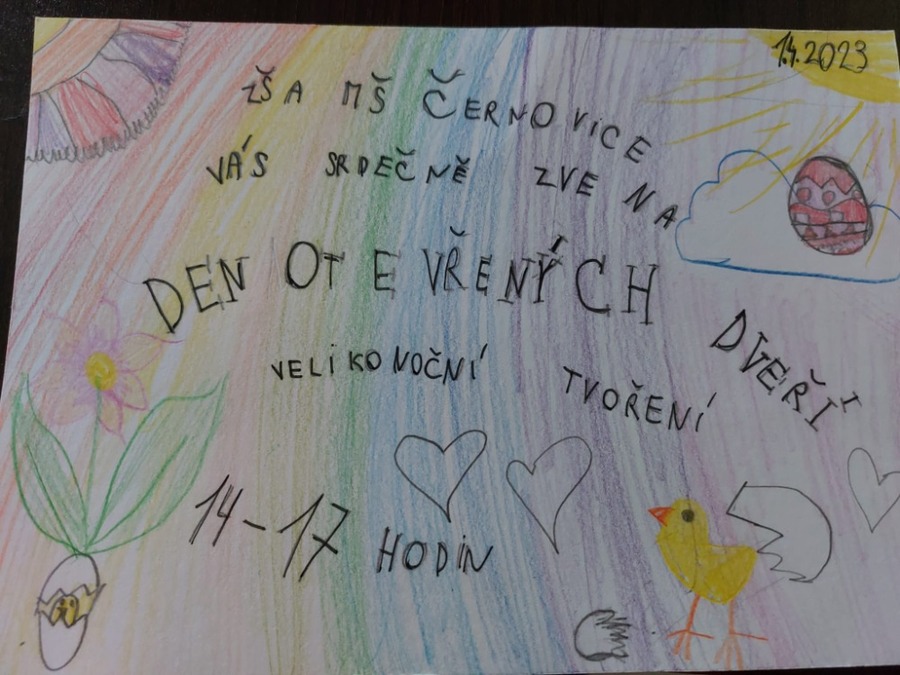 1.4.2023
ZŠ A MŠ ČERNOVICE
VÁS SRDEČNĚ ZVE NA
DEN OTEVŘENÝCH DVEŘÍ
VELIKONOČNÍ TVOŘENÍ
14-17 HODIN